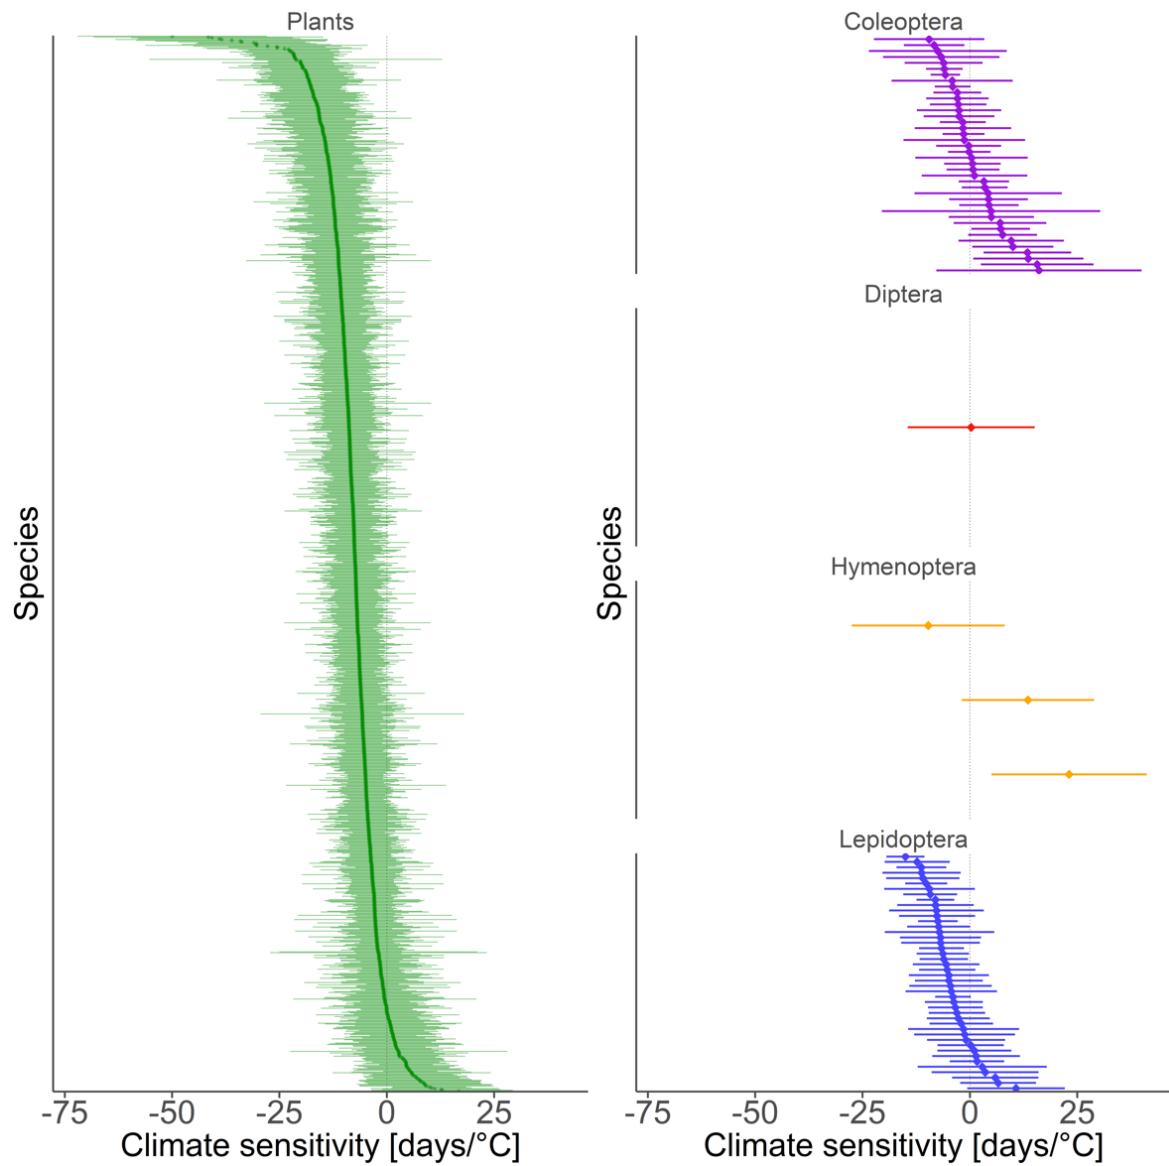 Plants
Species
-75 -50 -25 0 25
Climate sensitivity [days/°C]
Coleoptera
Diptera
Hymenoptera
Lepidoptera
Species
-75 -50 -25 0 25
Climate sensitivity [days/°C]